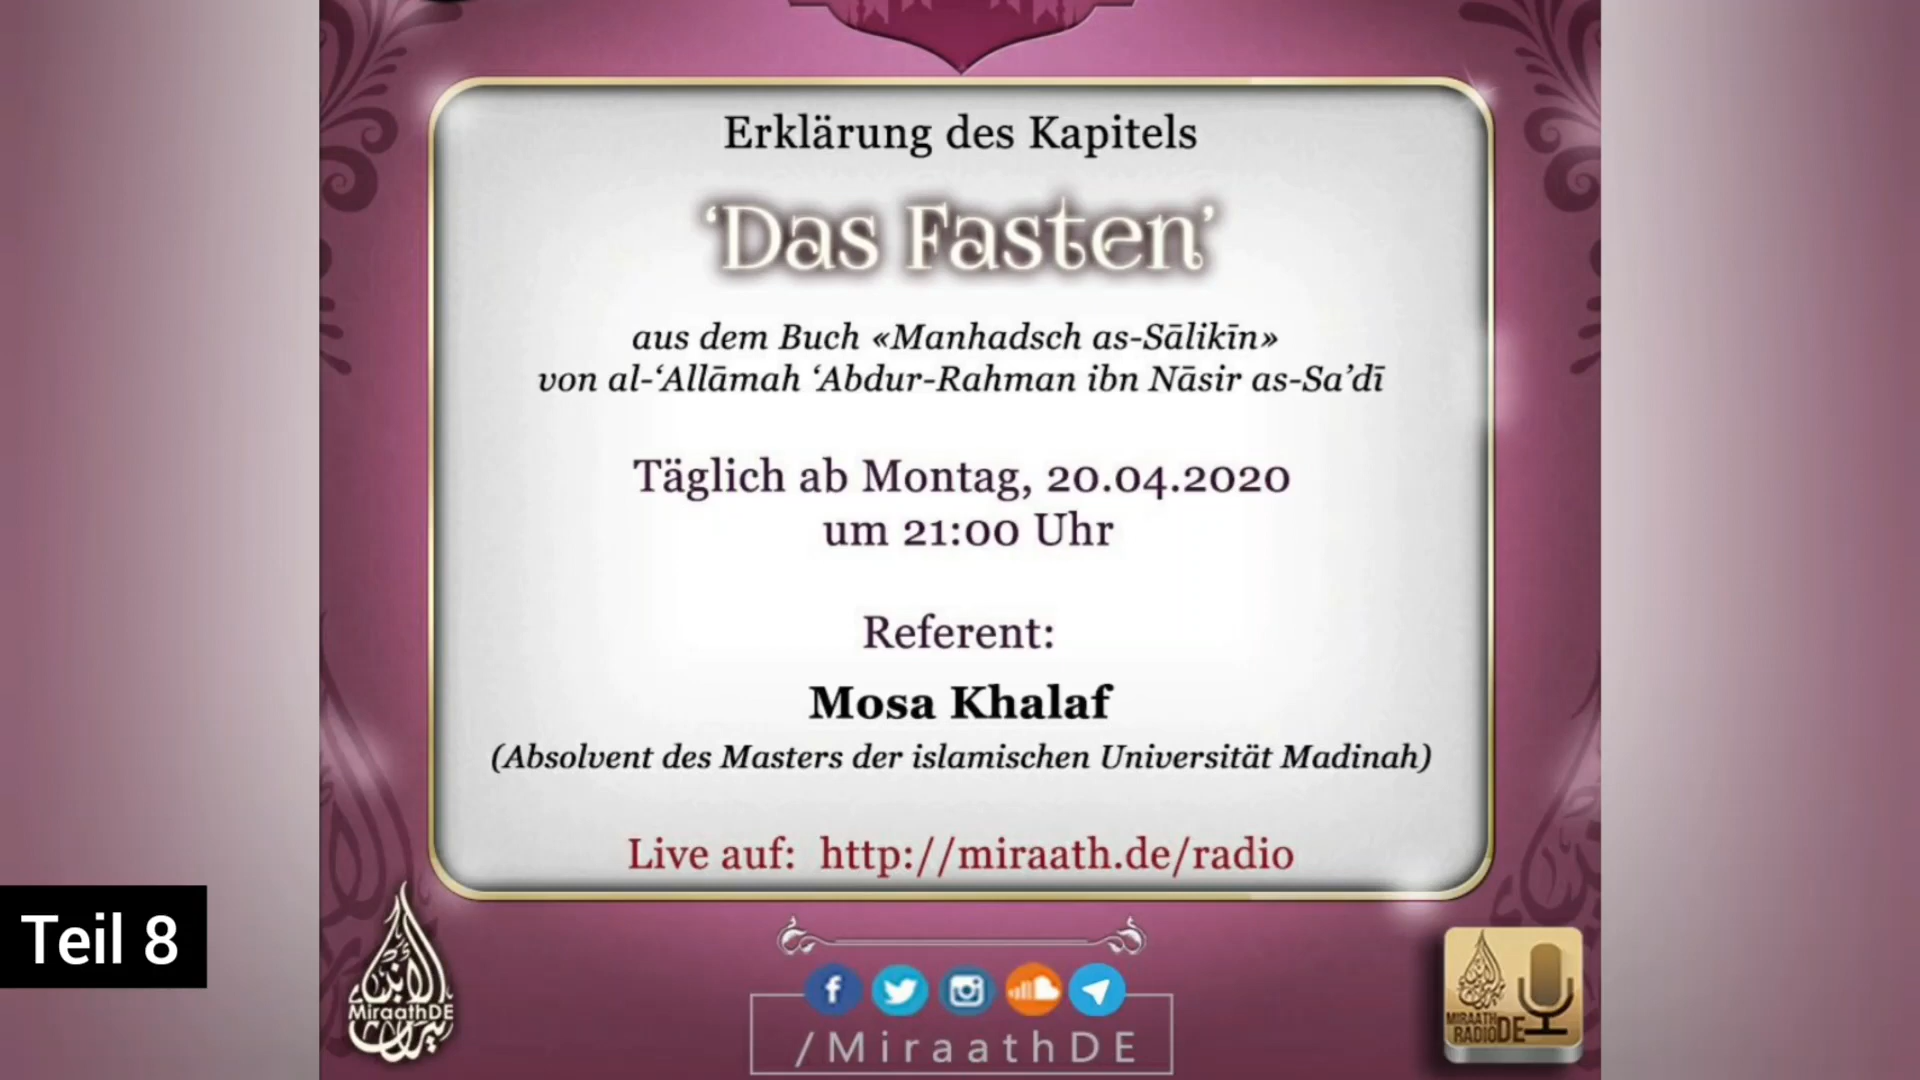 Erklärung des Kapitels
‘Das Fasten’
aus dem Buch «Manhadsch as-Sālikīn»
von al-‘Allāmah ‘Abdur-Rahman ibn Nāsir as-Sa’dī
Täglich ab Montag, 20.04.2020
um 21:00 Uhr
Referent:
Mosa Khalaf
(Absolvent des Masters der islamischen Universität Madinah)
Live auf: http://miraath.de/radio
Teil 8
MiraathDE
/MiraathDE
MIRAATH
RADIO DE